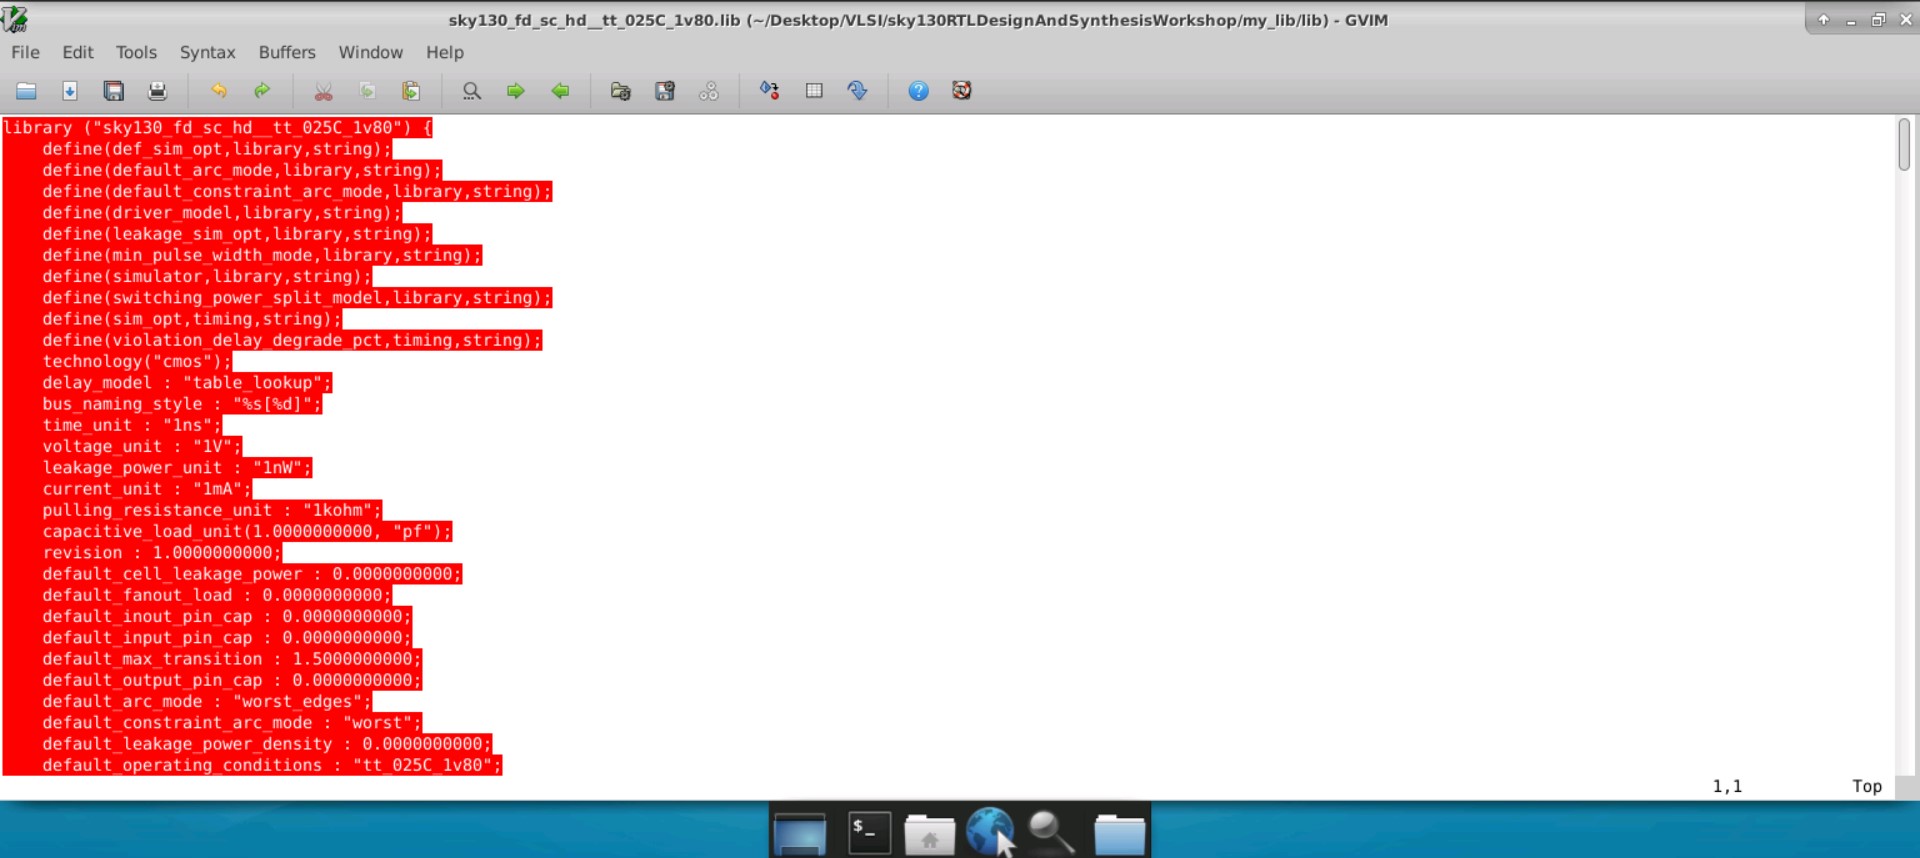 sky130_fd_sc_hd__tt_025C_1v80.lib (~/Desktop/VLSI/sky130RTLDesignAndSynthesisWorkshop/my_lib/lib) - GVIM
File Edit Tools Syntax Buffers Window Help
library ("sky130_fd_sc_hd__tt_025C_1v80") {
    define(def_sim_opt,library,string);
    define(default_arc_mode,library,string);
    define(default_constraint_arc_mode,library,string);
    define(driver_model,library,string);
    define(leakage_sim_opt,library,string);
    define(min_pulse_width_mode,library,string);
    define(simulator,library,string);
    define(switching_power_split_model,library,string);
    define(sim_opt,timing,string);
    define(violation_delay_degrade_pct,timing,string);
    technology("cmos");
    delay_model : "table_lookup";
    bus_naming_style : "%s[%d]";
    time_unit : "1ns";
    voltage_unit : "1V";
    leakage_power_unit : "1nW";
    current_unit : "1mA";
    pulling_resistance_unit : "1kohm";
    capacitive_load_unit(1.0000000000, "pf");
    revision : 1.0000000000;
    default_cell_leakage_power : 0.0000000000;
    default_fanout_load : 0.0000000000;
    default_inout_pin_cap : 0.0000000000;
    default_input_pin_cap : 0.0000000000;
    default_max_transition : 1.5000000000;
    default_output_pin_cap : 0.0000000000;
    default_arc_mode : "worst_edges";
    default_constraint_arc_mode : "worst";
    default_leakage_power_density : 0.0000000000;
    default_operating_conditions : "tt_025C_1v80";
1,1 Top
$_